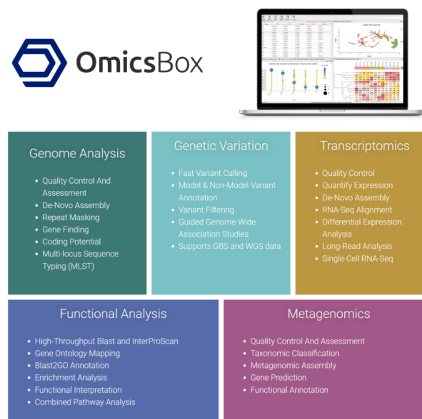 OmicsBox
Genome Analysis
Quality Control And
Assessment
De-Novo Assembly
Repeat Masking
Gene Finding
Coding Potential
Multi-locus Sequence
Typing (MLST)
Genetic Variation
Fast Variant Calling
Model & Non-Model Variant
Annotation
Variant Filtering
Guided Genome-Wide
Association Studies
Supports GBS and WGS data
Transcriptomics
Quality Control
Quantify Expression
De-Novo Assembly
RNA-Seq Alignment
Differential Expression
Analysis
Long-Read Analysis
Single-Cell RNA-Seq
Functional Analysis
High-Throughput Blast and InterProScan
Gene Ontology Mapping
Blast2GO Annotation
Enrichment Analysis
Functional Interpretation
Combined Pathway Analysis
Metagenomics
Quality Control And Assessment
Taxonomic Classification
Metagenomic Assembly
Gene Prediction
Functional Annotation